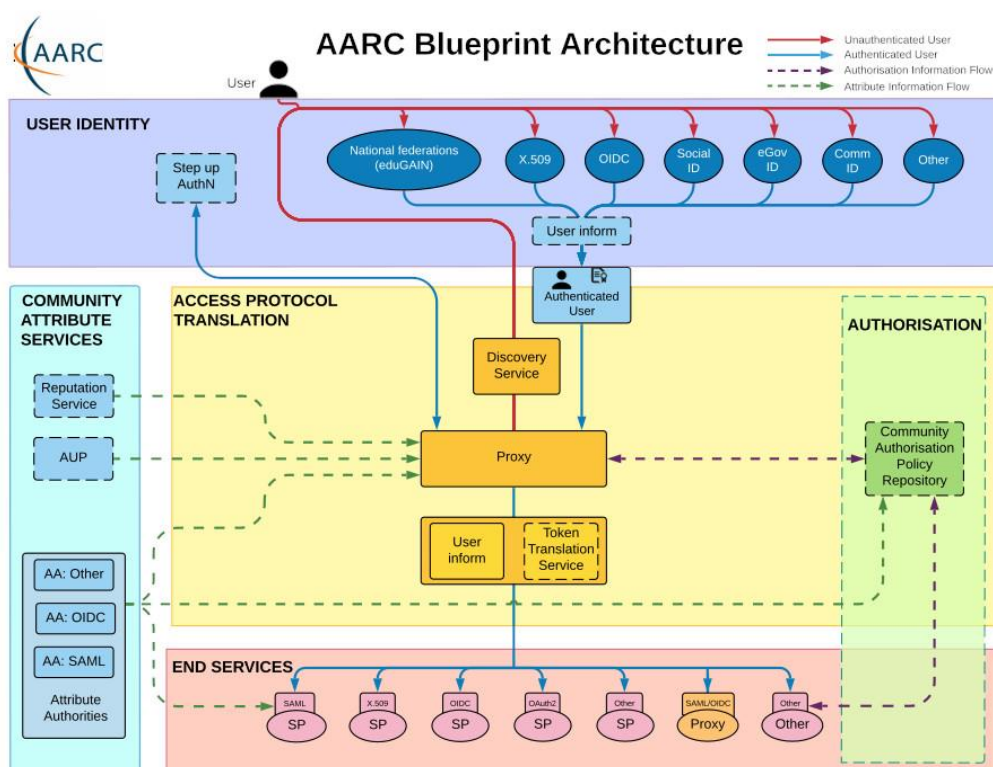 AARC
AARC Blueprint Architecture
Unauthenticated User
Authenticated User
Authorisation Information Flow
Attribute Information Flow
User
USER IDENTITY
Step up
AuthN
National federations
(eduGAIN)
X.509
OIDC
Social
ID
eGov
ID
Comm
ID
Other
User inform
Authenticated
User
COMMUNITY
ATTRIBUTE
SERVICES
Reputation
Service
AUP
AA: Other
AA: OIDC
AA: SAML
Attribute
Authorities
ACCESS PROTOCOL
TRANSLATION
Discovery
Service
Proxy
User
inform
Token
Translation
Service
AUTHORISATION
Community
Authorisation
Policy
Repository
END SERVICES
SAML
SP
X.509
SP
OIDC
SP
OAuth2
SP
Other
SP
SAML/OIDC
Proxy
Other
Other